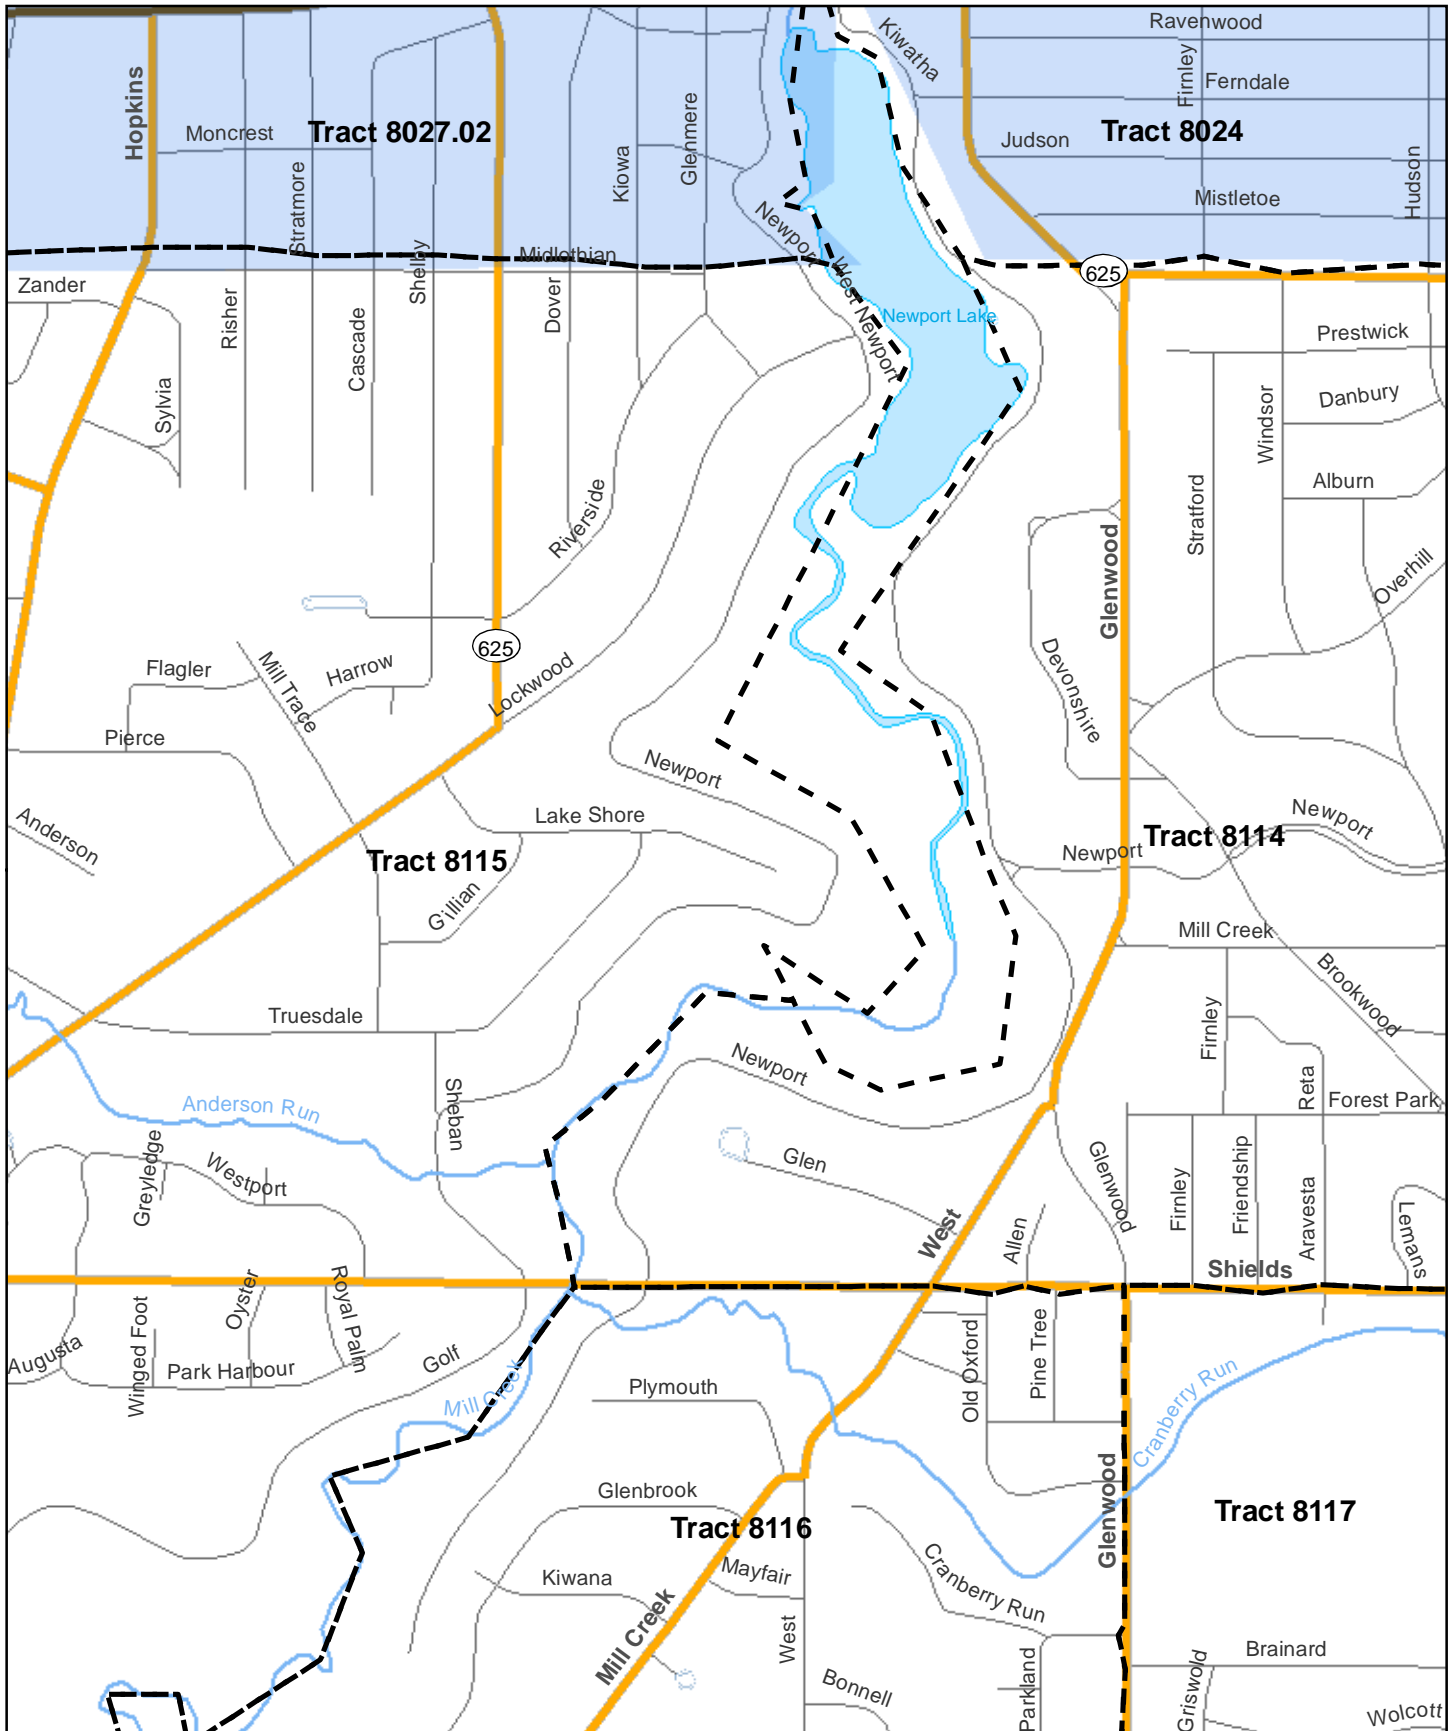 Ravenwood
Kiwatha
Firnley
Ferndale
Hopkins
Moncrest
Tract 8027.02
Tract 8024
Judson
Stratmore
Kiowa
Glenmere
Hudson
Mistletoe
Newport
Shelby
Midlothian
West Newport
625
Zander
Risher
Cascade
Dover
Newport Lake
Prestwick
Sylvia
Windsor
Danbury
Alburn
Stratford
Riverside
Glenwood
Overhill
625
Flagler
Mill Trace
Harrow
Lockwood
Devonshire
Pierce
Newport
Anderson
Lake Shore
Newport
Tract 8114
Newport
Tract 8115
Gillian
Mill Creek
Brookwood
Truesdale
Firnley
Newport
Reta
Forest Park
Anderson Run
Sheban
Greyledge
Westport
Glen
Glenwood
Firnley
Friendship
Aravesta
Lemans
West
Allen
Shields
Winged Foot
Oyster
Royal Palm
Augusta
Park Harbour
Golf
Mill Creek
Plymouth
Old Oxford
Pine Tree
Cranberry Run
Glenbrook
Tract 8116
Glenwood
Tract 8117
Kiwana
Mayfair
Cranberry Run
Mill Creek
West
Bonnell
Parkland
Brainard
Griswold
Wolcott